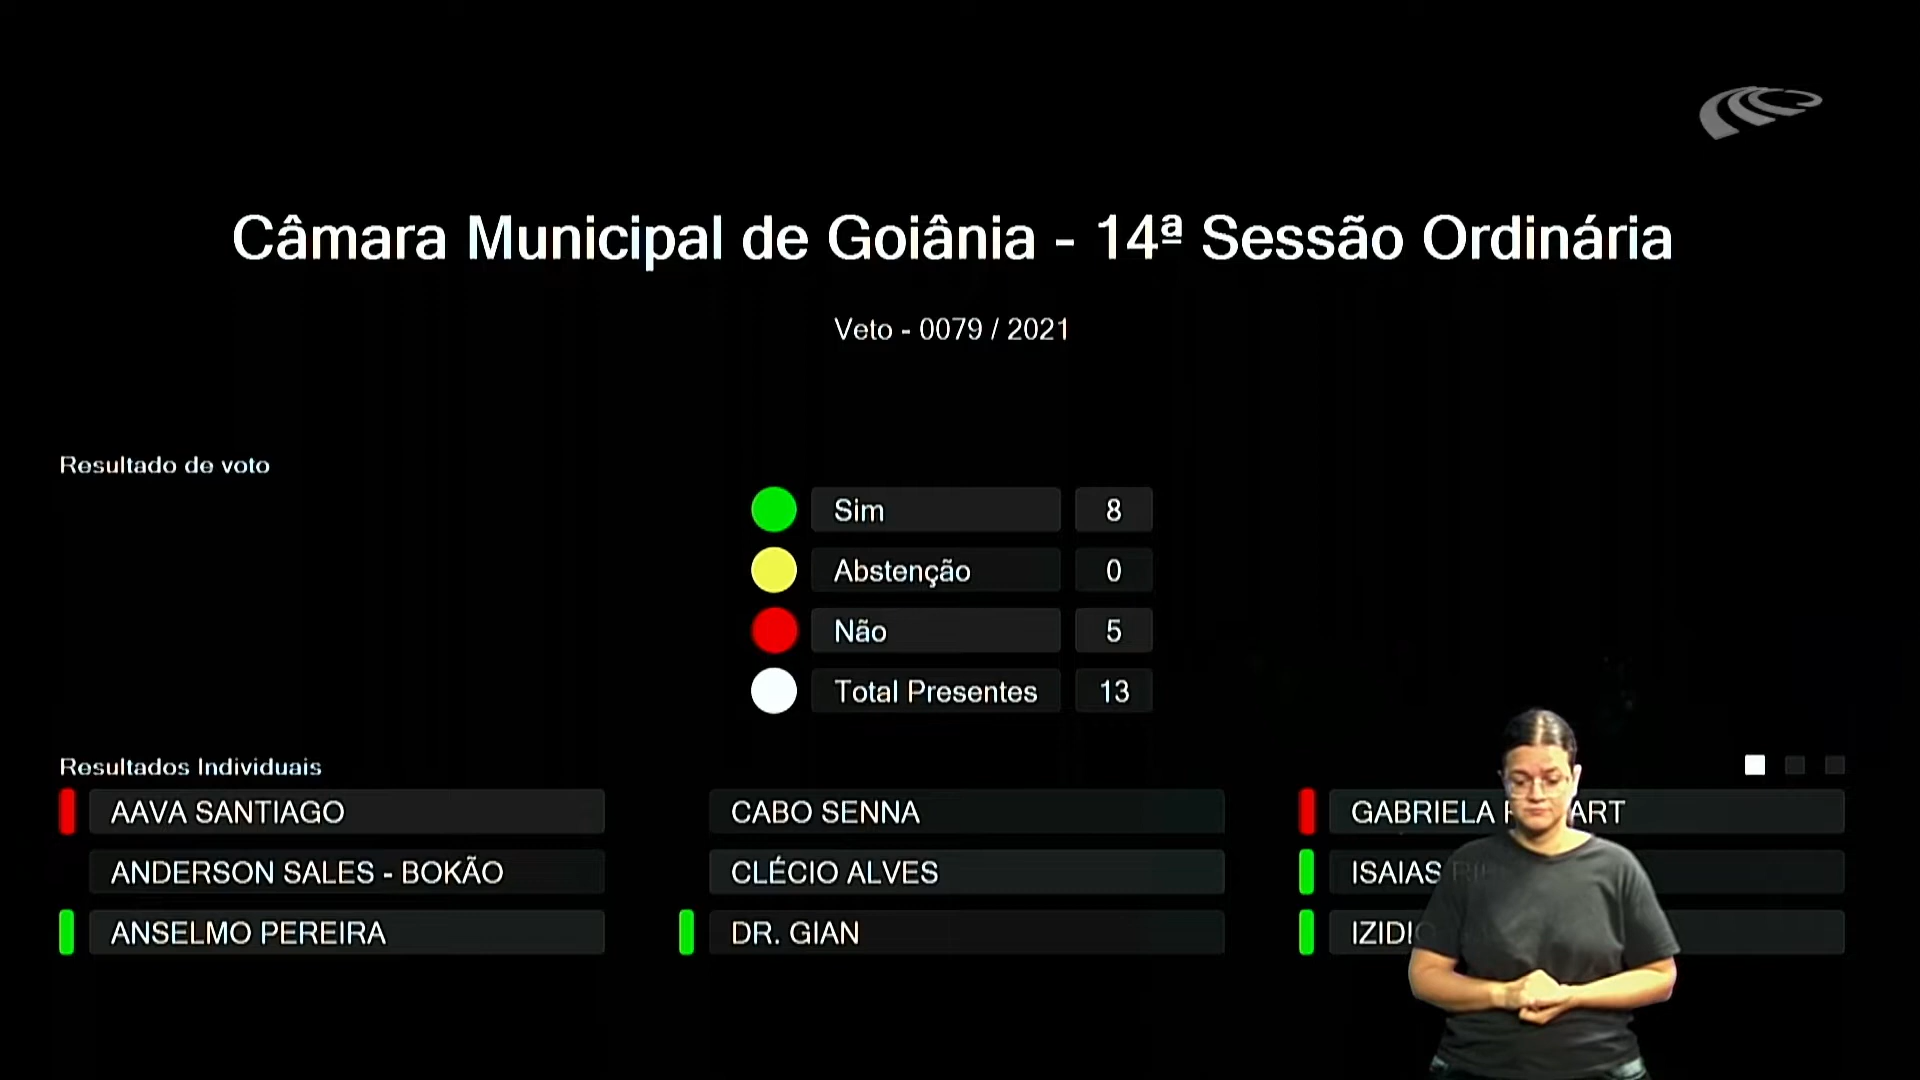 Câmara Municipal de Goiânia - 14ª Sessão Ordinária
Veto - 0079 / 2021
Resultado de voto
Sim 8
Abstenção 0
Não 5
Total Presentes 13
Resultados Individuais
AAVA SANTIAGO CABO SENNA GABRIELA
ANDERSON SALES - BOKÃO CLÉCIO ALVES ISAIAS
ANSELMO PEREIRA DR. GIAN